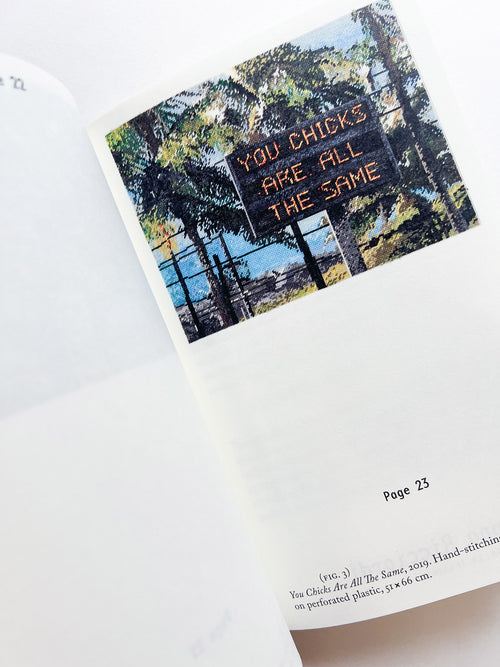 YOU CHICKS
ARE ALL
THE SAME
Page 23
(FIG. 3)
You Chicks Are All The Same, 2019. Hand-stitching
on perforated plastic, 51 × 66 cm.